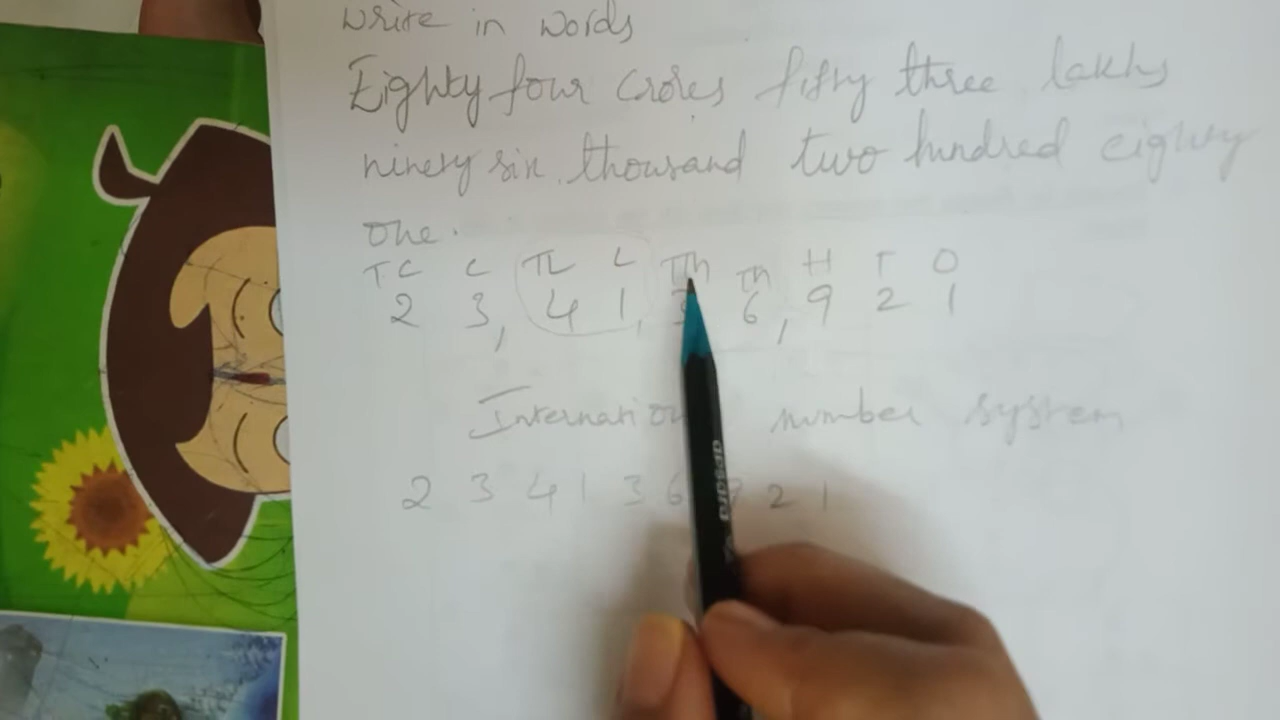 write in words
Eighty four crores fifty three lakhs
ninety six thousand two hundred eighty
one.
TC C TL L TTh Th H T O
2 3, 4 1, 3 6, 9 2 1
number system
2 3 4 1 3 6 2 1